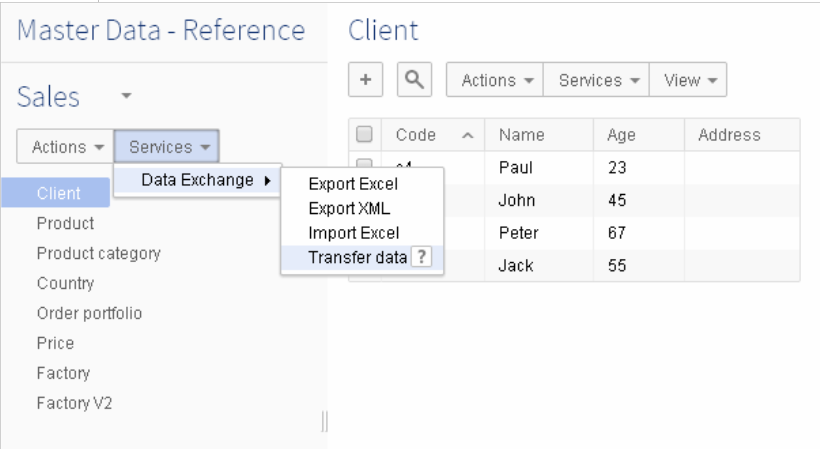 Master Data - Reference
Sales
Actions Services
Data Exchange
Export Excel
Export XML
Import Excel
Transfer data ?
Client
Product
Product category
Country
Order portfolio
Price
Factory
Factory V2
Client
+ Actions Services View
Code Name Age Address
Paul 23
John 45
Peter 67
Jack 55